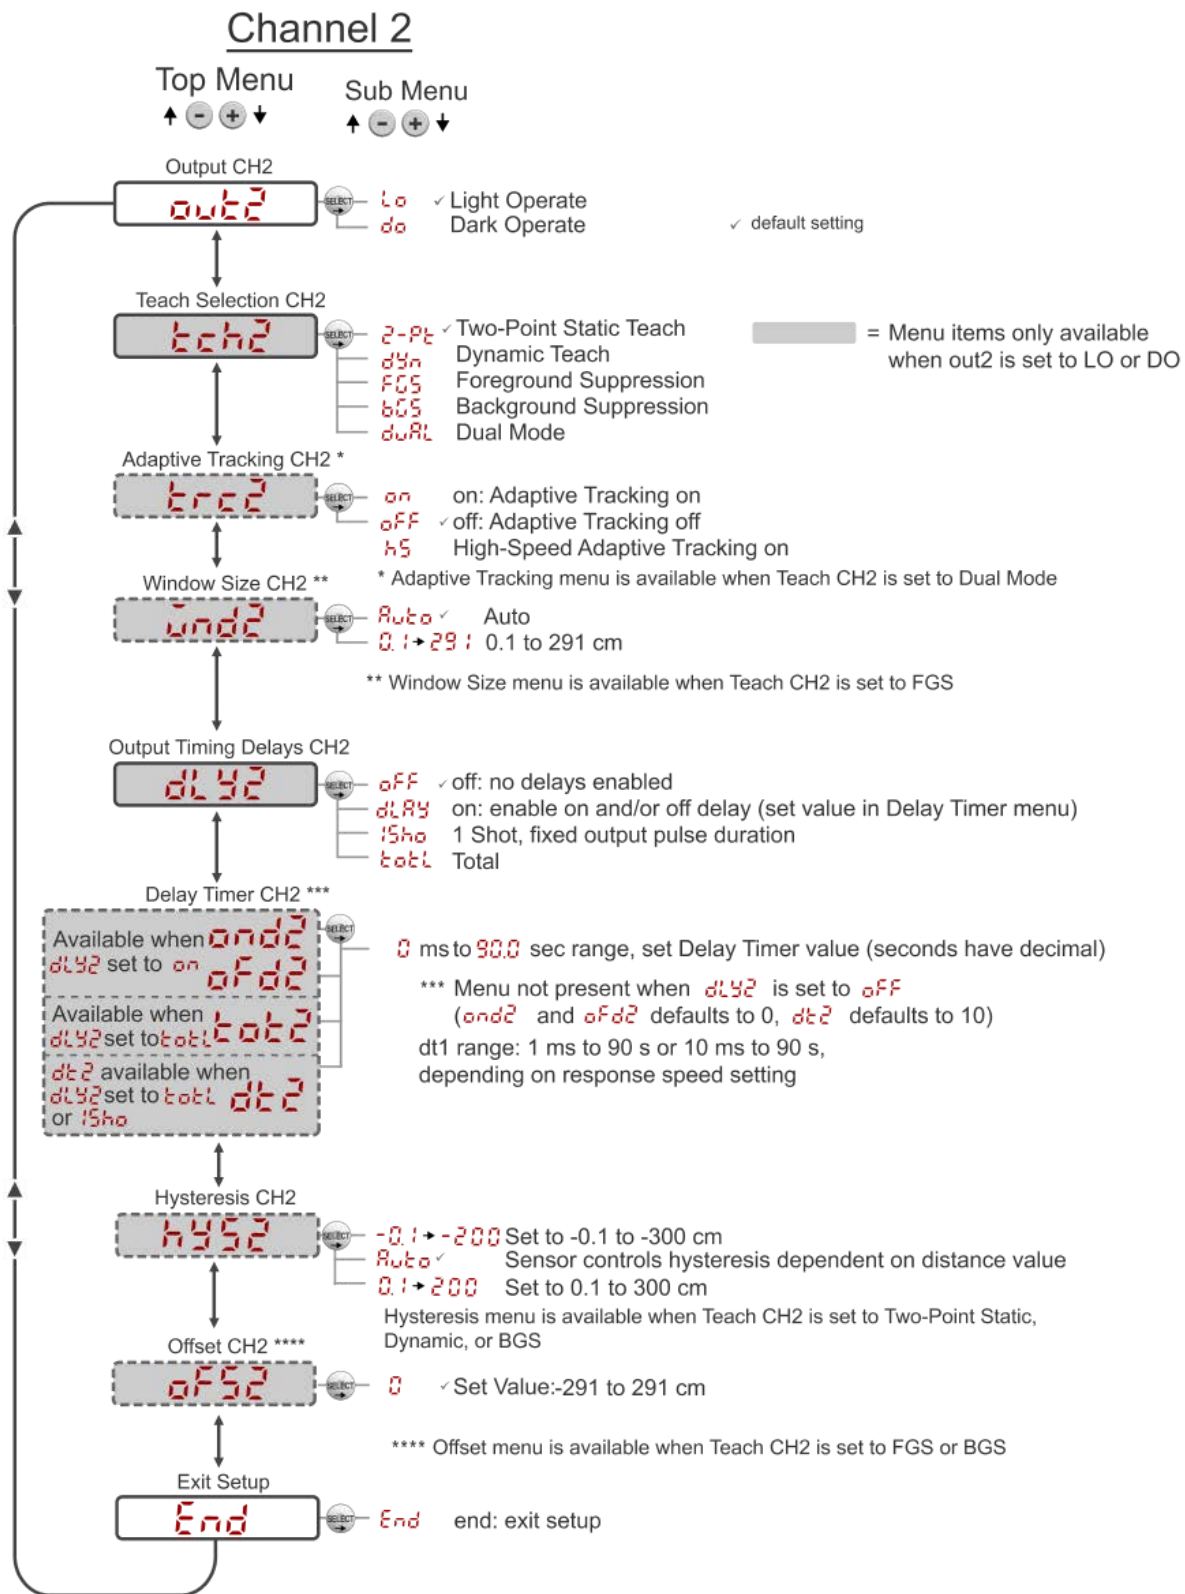 Channel 2
Top Menu
Sub Menu
↑ - + ↓
↑ - + ↓
Output CH2
out2
SELECT
Lo ✓ Light Operate
do Dark Operate
✓ default setting
Teach Selection CH2
tch2
SELECT
2-Pt ✓ Two-Point Static Teach
dyn Dynamic Teach
FGS Foreground Suppression
bGS Background Suppression
duAL Dual Mode
= Menu items only available
when out2 is set to LO or DO
Adaptive Tracking CH2 *
trc2
SELECT
on on: Adaptive Tracking on
oFF ✓ off: Adaptive Tracking off
hS High-Speed Adaptive Tracking on
* Adaptive Tracking menu is available when Teach CH2 is set to Dual Mode
Window Size CH2 **
wnd2
SELECT
Auto ✓ Auto
0.1→291 0.1 to 291 cm
** Window Size menu is available when Teach CH2 is set to FGS
Output Timing Delays CH2
dLY2
SELECT
oFF ✓ off: no delays enabled
dLAY on: enable on and/or off delay (set value in Delay Timer menu)
1Sho 1 Shot, fixed output pulse duration
totL Total
Delay Timer CH2 ***
Available when ond2
dLY2 set to on oFd2
SELECT
Available when
dLY2 set to totL tot2
dt2 available when
dLY2 set to totL dt2
or 1Sho
0 ms to 90.0 sec range, set Delay Timer value (seconds have decimal)
*** Menu not present when dLY2 is set to oFF
(ond2 and oFd2 defaults to 0, dt2 defaults to 10)
dt1 range: 1 ms to 90 s or 10 ms to 90 s,
depending on response speed setting
Hysteresis CH2
hYS2
SELECT
-0.1→-200 Set to -0.1 to -300 cm
Auto ✓ Sensor controls hysteresis dependent on distance value
0.1→200 Set to 0.1 to 300 cm
Hysteresis menu is available when Teach CH2 is set to Two-Point Static,
Dynamic, or BGS
Offset CH2 ****
oFS2
SELECT
0 ✓ Set Value:-291 to 291 cm
**** Offset menu is available when Teach CH2 is set to FGS or BGS
Exit Setup
End
SELECT
End end: exit setup